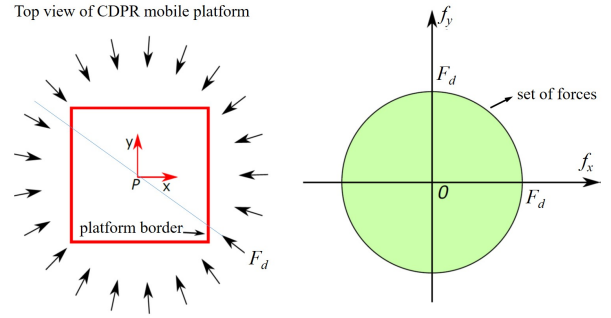 Top view of CDPR mobile platform
y
P
x
platform border
F_d
f_y
F_d
set of forces
f_x
0
F_d